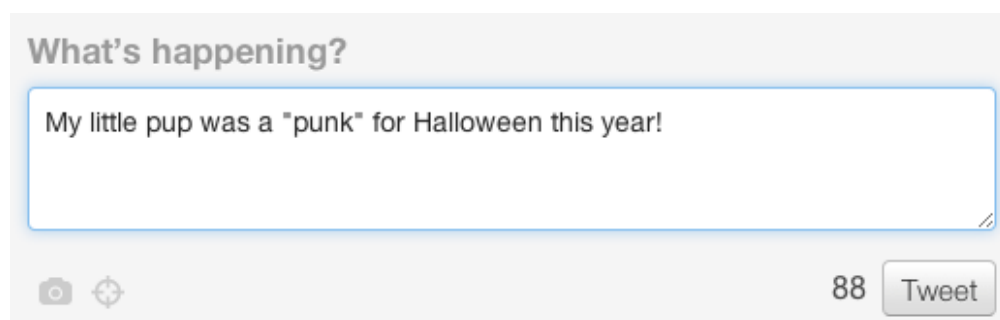 What’s happening?
My little pup was a "punk" for Halloween this year!
88 Tweet